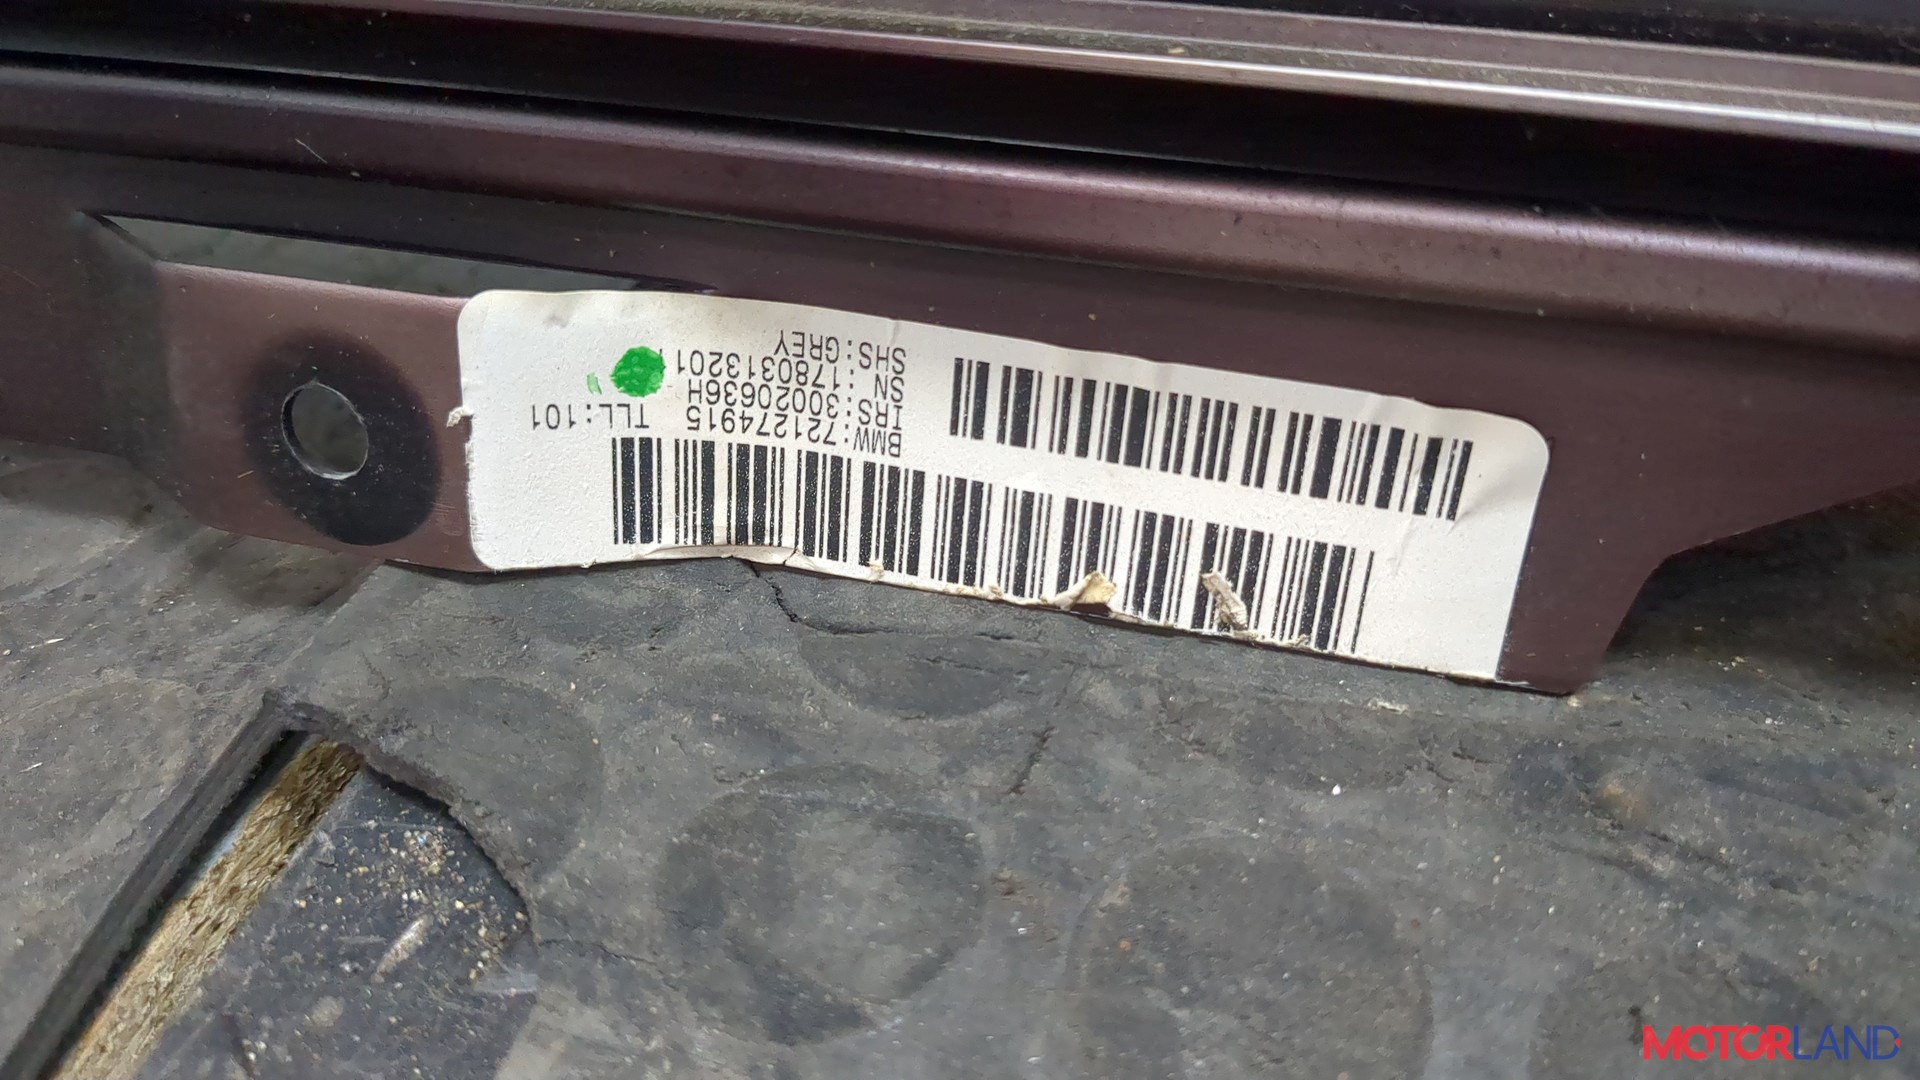 BMW:721274915 TLL:101
IRS 30020636H
SN :1780313201
SHS:GREY
MOTORLAND